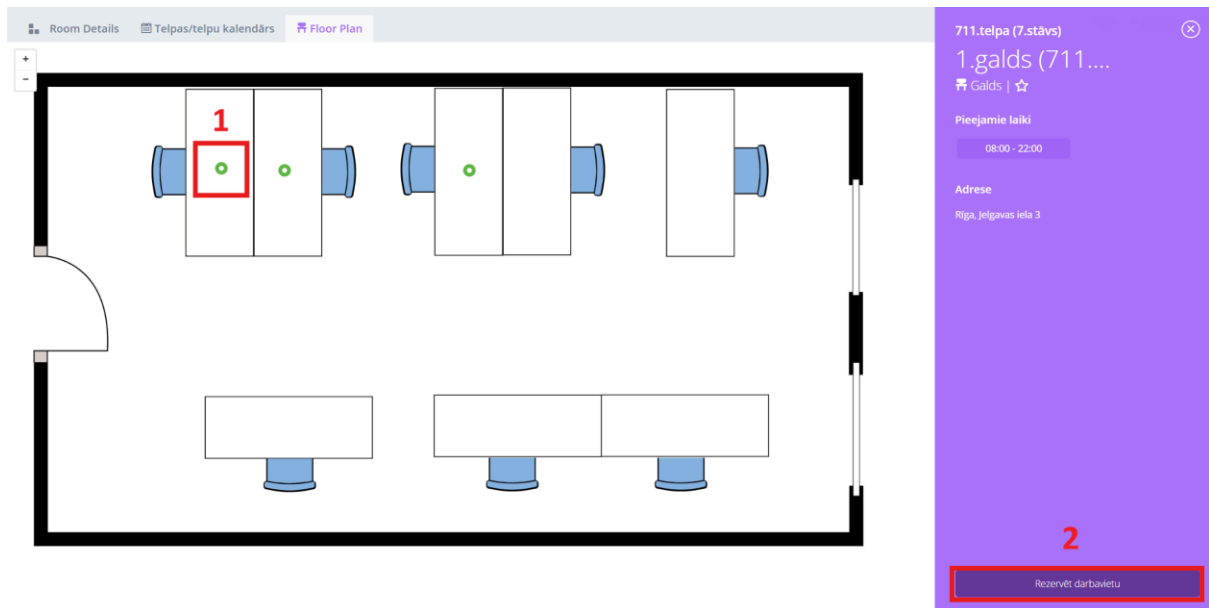 Room Details
Telpas/telpu kalendārs
Floor Plan
+
−
1
711.telpa (7.stāvs)
1.galds (711....
Galds |
Pieejamie laiki
08:00 - 22:00
Adrese
Rīga, Jelgavas iela 3
2
Rezervēt darbavietu